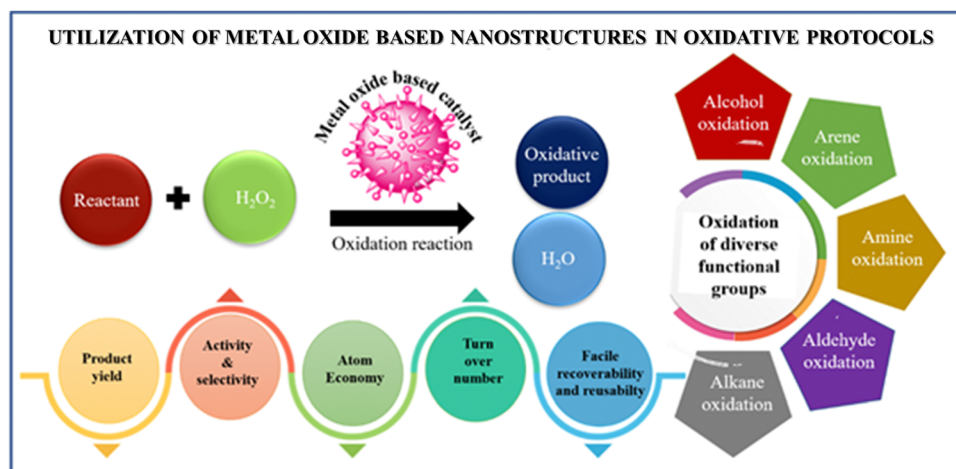 UTILIZATION OF METAL OXIDE BASED NANOSTRUCTURES IN OXIDATIVE PROTOCOLS
Metal oxide based catalyst
Reactant
+
H₂O₂
Oxidation reaction
Oxidative
product
H₂O
Alcohol
oxidation
Arene
oxidation
Amine
oxidation
Aldehyde
oxidation
Alkane
oxidation
Oxidation
of diverse
functional
groups
Product
yield
Activity
&
selectivity
Atom
Economy
Turn
over
number
Facile
recoverability
and reusabilty